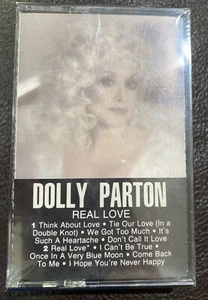 DOLLY PARTON
REAL LOVE
1 Think About Love • Tie Our Love (In a
Double Knot) • We Got Too Much • It's
Such A Heartache • Don't Call It Love
2 Real Love* • I Can't Be True •
Once In A Very Blue Moon • Come Back
To Me • I Hope You're Never Happy